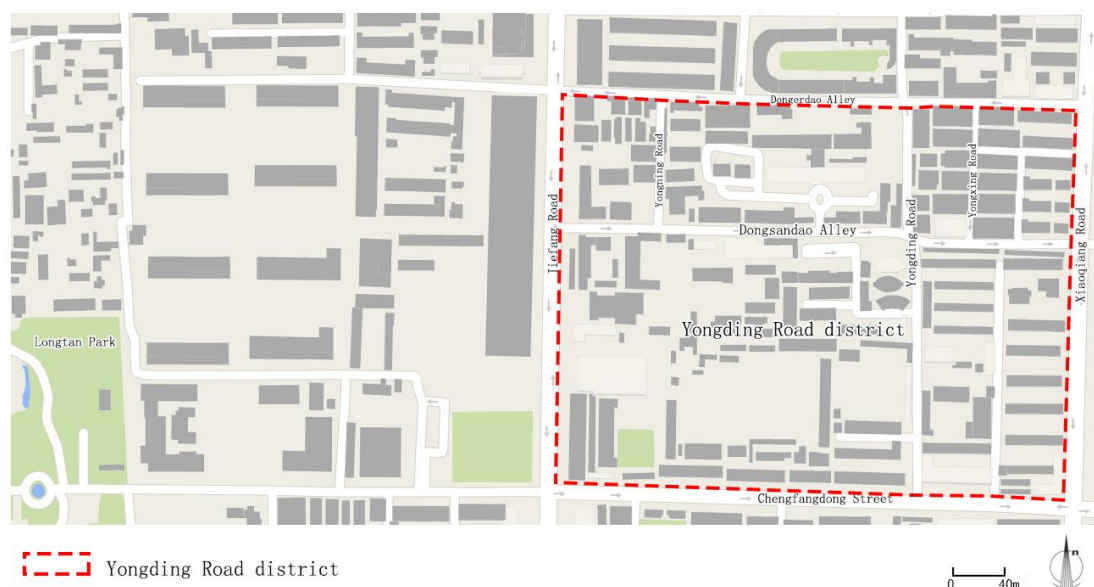 Dongerdao Alley
Yongning Road
Yongxing Road
Jiefang Road
Dongsandao Alley
Yongding Road
Xiaoqiang Road
Yongding Road district
Longtan Park
Chengfangdong Street
Yongding Road district
n
0 40m